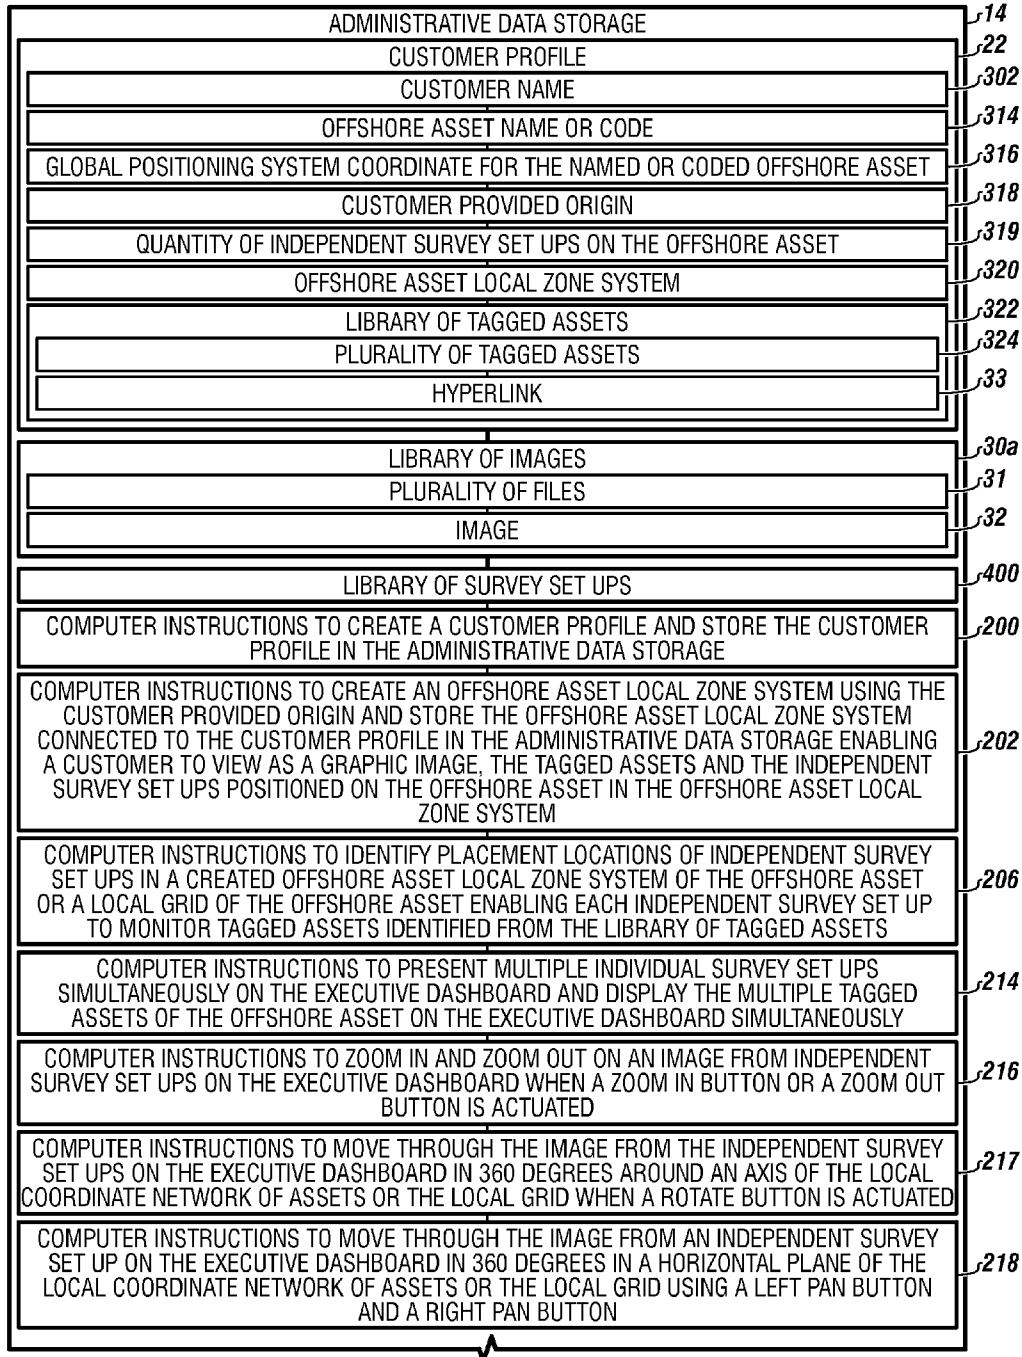 ADMINISTRATIVE DATA STORAGE
14
CUSTOMER PROFILE
22
CUSTOMER NAME
302
OFFSHORE ASSET NAME OR CODE
314
GLOBAL POSITIONING SYSTEM COORDINATE FOR THE NAMED OR CODED OFFSHORE ASSET
316
CUSTOMER PROVIDED ORIGIN
318
QUANTITY OF INDEPENDENT SURVEY SET UPS ON THE OFFSHORE ASSET
319
OFFSHORE ASSET LOCAL ZONE SYSTEM
320
LIBRARY OF TAGGED ASSETS
322
PLURALITY OF TAGGED ASSETS
324
HYPERLINK
33
LIBRARY OF IMAGES
30a
PLURALITY OF FILES
31
IMAGE
32
LIBRARY OF SURVEY SET UPS
400
COMPUTER INSTRUCTIONS TO CREATE A CUSTOMER PROFILE AND STORE THE CUSTOMER
PROFILE IN THE ADMINISTRATIVE DATA STORAGE
200
COMPUTER INSTRUCTIONS TO CREATE AN OFFSHORE ASSET LOCAL ZONE SYSTEM USING THE
CUSTOMER PROVIDED ORIGIN AND STORE THE OFFSHORE ASSET LOCAL ZONE SYSTEM
CONNECTED TO THE CUSTOMER PROFILE IN THE ADMINISTRATIVE DATA STORAGE ENABLING
A CUSTOMER TO VIEW AS A GRAPHIC IMAGE, THE TAGGED ASSETS AND THE INDEPENDENT
SURVEY SET UPS POSITIONED ON THE OFFSHORE ASSET IN THE OFFSHORE ASSET LOCAL
ZONE SYSTEM
202
COMPUTER INSTRUCTIONS TO IDENTIFY PLACEMENT LOCATIONS OF INDEPENDENT SURVEY
SET UPS IN A CREATED OFFSHORE ASSET LOCAL ZONE SYSTEM OF THE OFFSHORE ASSET
OR A LOCAL GRID OF THE OFFSHORE ASSET ENABLING EACH INDEPENDENT SURVEY SET UP
TO MONITOR TAGGED ASSETS IDENTIFIED FROM THE LIBRARY OF TAGGED ASSETS
206
COMPUTER INSTRUCTIONS TO PRESENT MULTIPLE INDIVIDUAL SURVEY SET UPS
SIMULTANEOUSLY ON THE EXECUTIVE DASHBOARD AND DISPLAY THE MULTIPLE TAGGED
ASSETS OF THE OFFSHORE ASSET ON THE EXECUTIVE DASHBOARD SIMULTANEOUSLY
214
COMPUTER INSTRUCTIONS TO ZOOM IN AND ZOOM OUT ON AN IMAGE FROM INDEPENDENT
SURVEY SET UPS ON THE EXECUTIVE DASHBOARD WHEN A ZOOM IN BUTTON OR A ZOOM OUT
BUTTON IS ACTUATED
216
COMPUTER INSTRUCTIONS TO MOVE THROUGH THE IMAGE FROM THE INDEPENDENT SURVEY
SET UPS ON THE EXECUTIVE DASHBOARD IN 360 DEGREES AROUND AN AXIS OF THE LOCAL
COORDINATE NETWORK OF ASSETS OR THE LOCAL GRID WHEN A ROTATE BUTTON IS ACTUATED
217
COMPUTER INSTRUCTIONS TO MOVE THROUGH THE IMAGE FROM AN INDEPENDENT SURVEY
SET UP ON THE EXECUTIVE DASHBOARD IN 360 DEGREES IN A HORIZONTAL PLANE OF THE
LOCAL COORDINATE NETWORK OF ASSETS OR THE LOCAL GRID USING A LEFT PAN BUTTON
AND A RIGHT PAN BUTTON
218